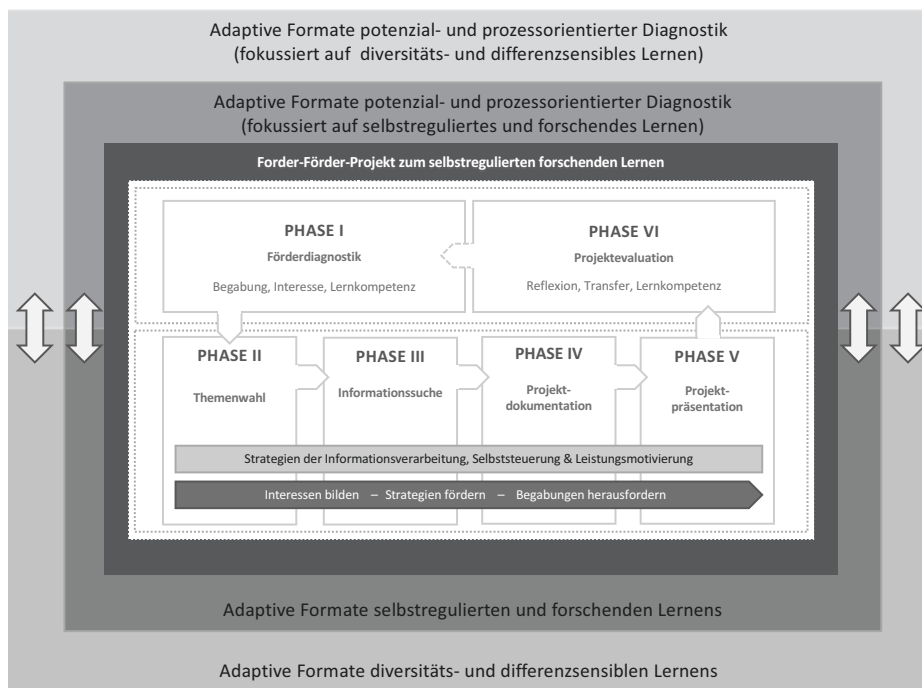 Adaptive Formate potenzial- und prozessorientierter Diagnostik
(fokussiert auf diversitäts- und differenzsensibles Lernen)
Adaptive Formate potenzial- und prozessorientierter Diagnostik
(fokussiert auf selbstreguliertes und forschendes Lernen)
Forder-Förder-Projekt zum selbstregulierten forschenden Lernen
PHASE I
Förderdiagnostik
Begabung, Interesse, Lernkompetenz
PHASE VI
Projektevaluation
Reflexion, Transfer, Lernkompetenz
PHASE II
Themenwahl
PHASE III
Informationssuche
PHASE IV
Projekt-
dokumentation
PHASE V
Projekt-
präsentation
Strategien der Informationsverarbeitung, Selbststeuerung & Leistungsmotivierung
Interessen bilden – Strategien fördern – Begabungen herausfordern
Adaptive Formate selbstregulierten und forschenden Lernens
Adaptive Formate diversitäts- und differenzsensiblen Lernens